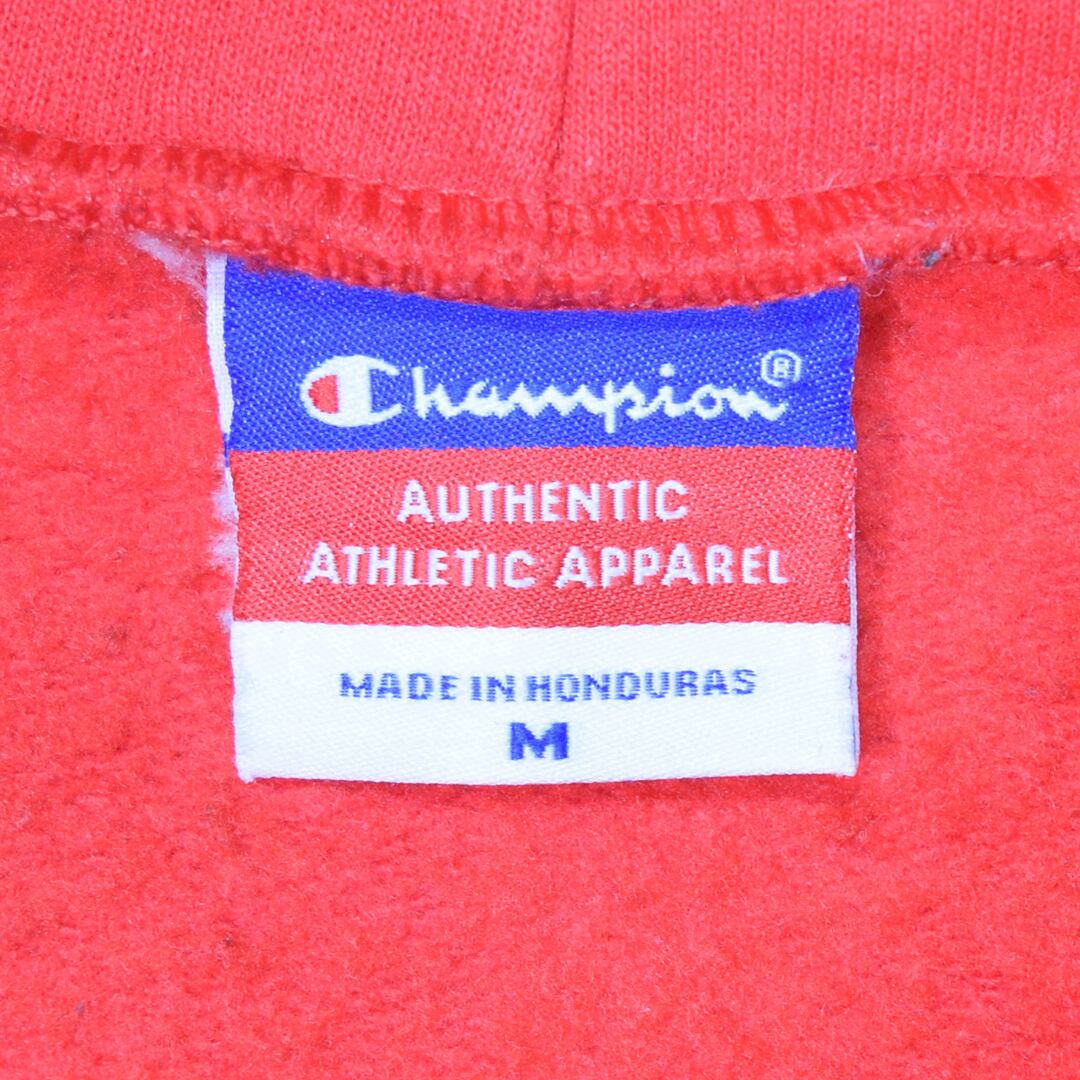 Champion®
AUTHENTIC
ATHLETIC APPAREL
MADE IN HONDURAS
M